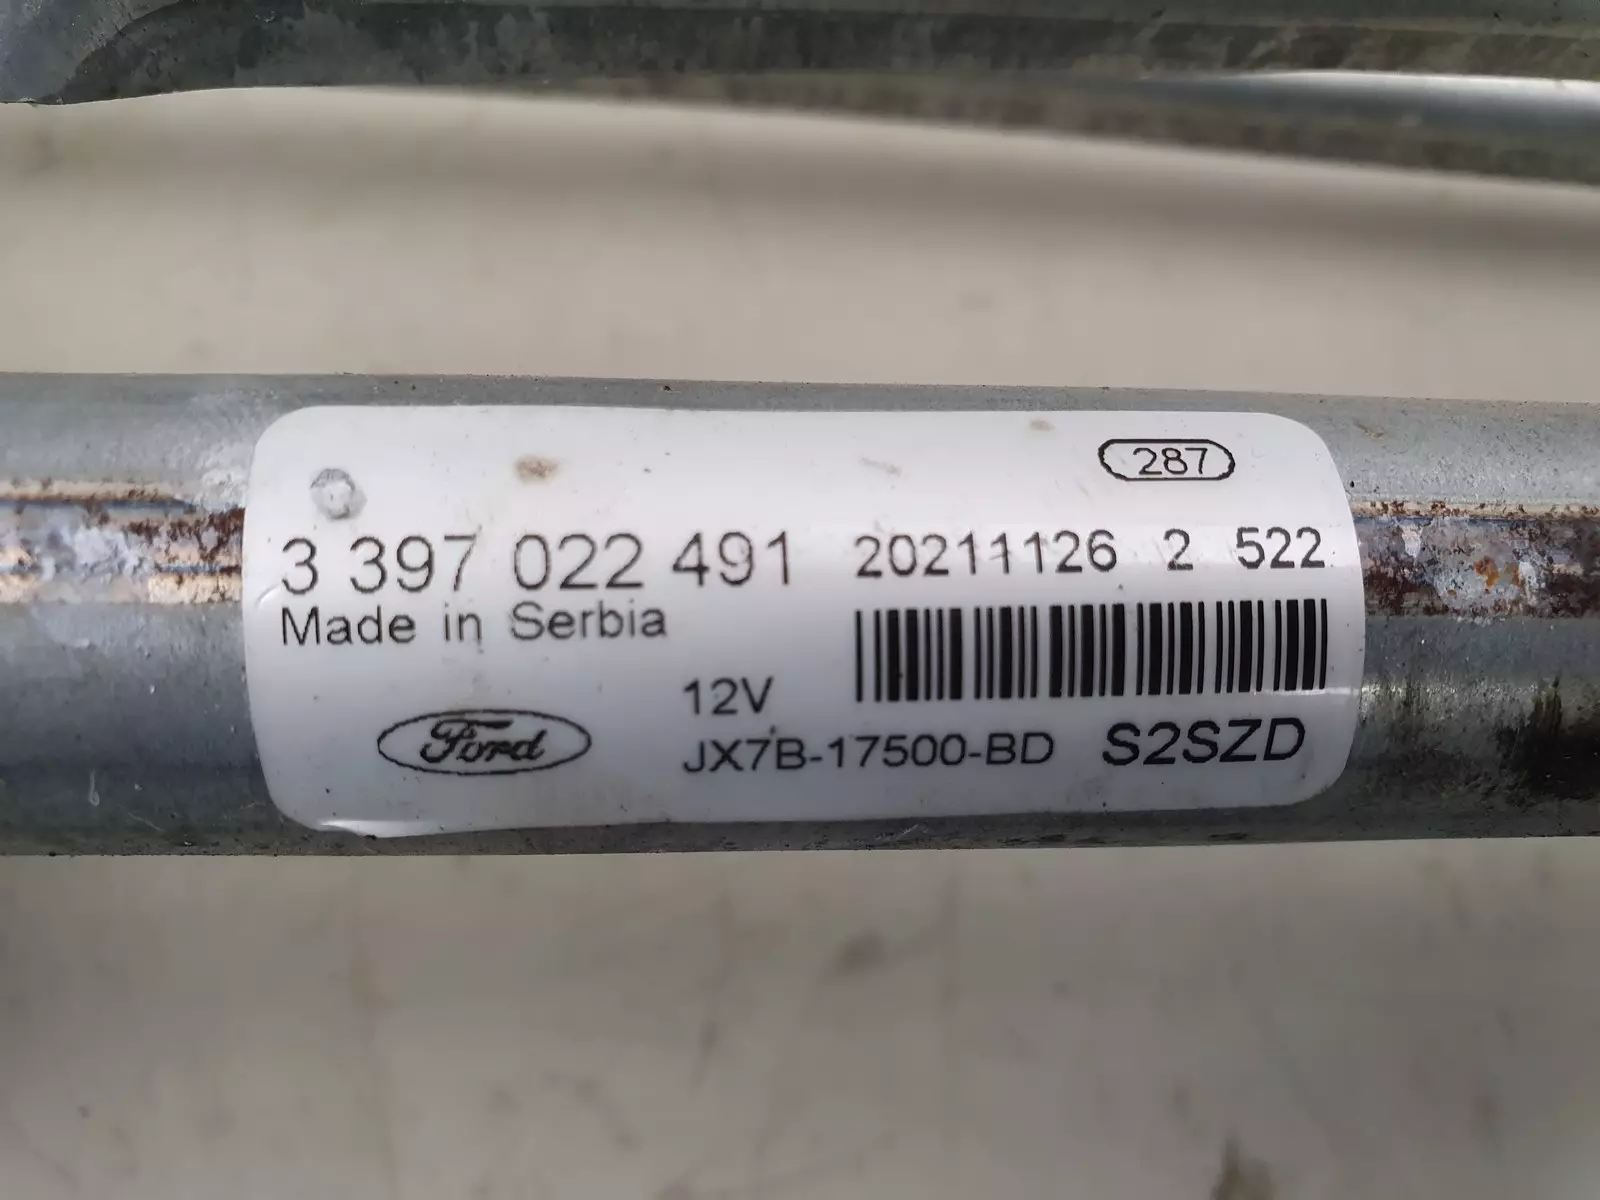 287
3 397 022 491 20211126 2 522
Made in Serbia
12V
Ford JX7B-17500-BD S2SZD